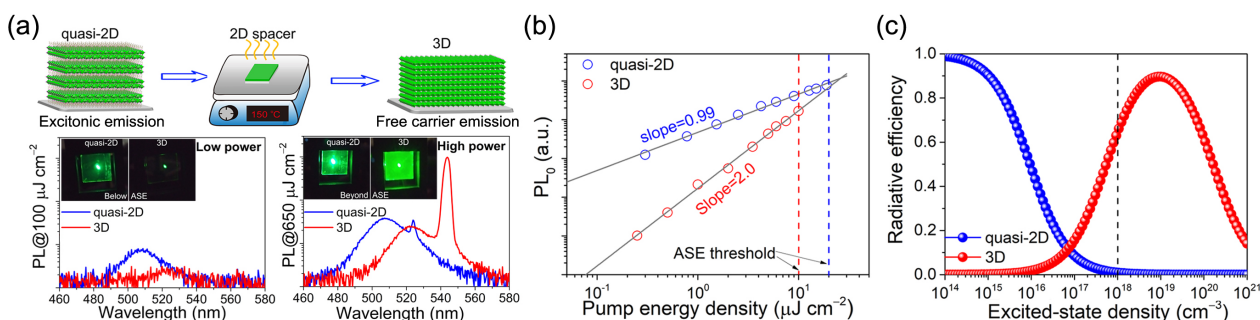 (a)
quasi-2D
2D spacer
3D
150 °C
Excitonic emission
Free carrier emission
quasi-2D
3D
Low power
Below
ASE
quasi-2D
3D
PL@100 μJ cm⁻²
460 480 500 520 540 560 580
Wavelength (nm)
quasi-2D
3D
High power
Beyond
ASE
quasi-2D
3D
PL@650 μJ cm⁻²
460 480 500 520 540 560 580
Wavelength (nm)
(b)
quasi-2D
3D
slope=0.99
Slope=2.0
ASE threshold
PL₀ (a.u.)
10⁻¹ 10⁰ 10¹
Pump energy density (μJ cm⁻²)
(c)
1.0
0.8
0.6
0.4
0.2
0.0
Radiative efficiency
quasi-2D
3D
10¹⁴ 10¹⁵ 10¹⁶ 10¹⁷ 10¹⁸ 10¹⁹ 10²⁰ 10²¹
Excited-state density (cm⁻³)